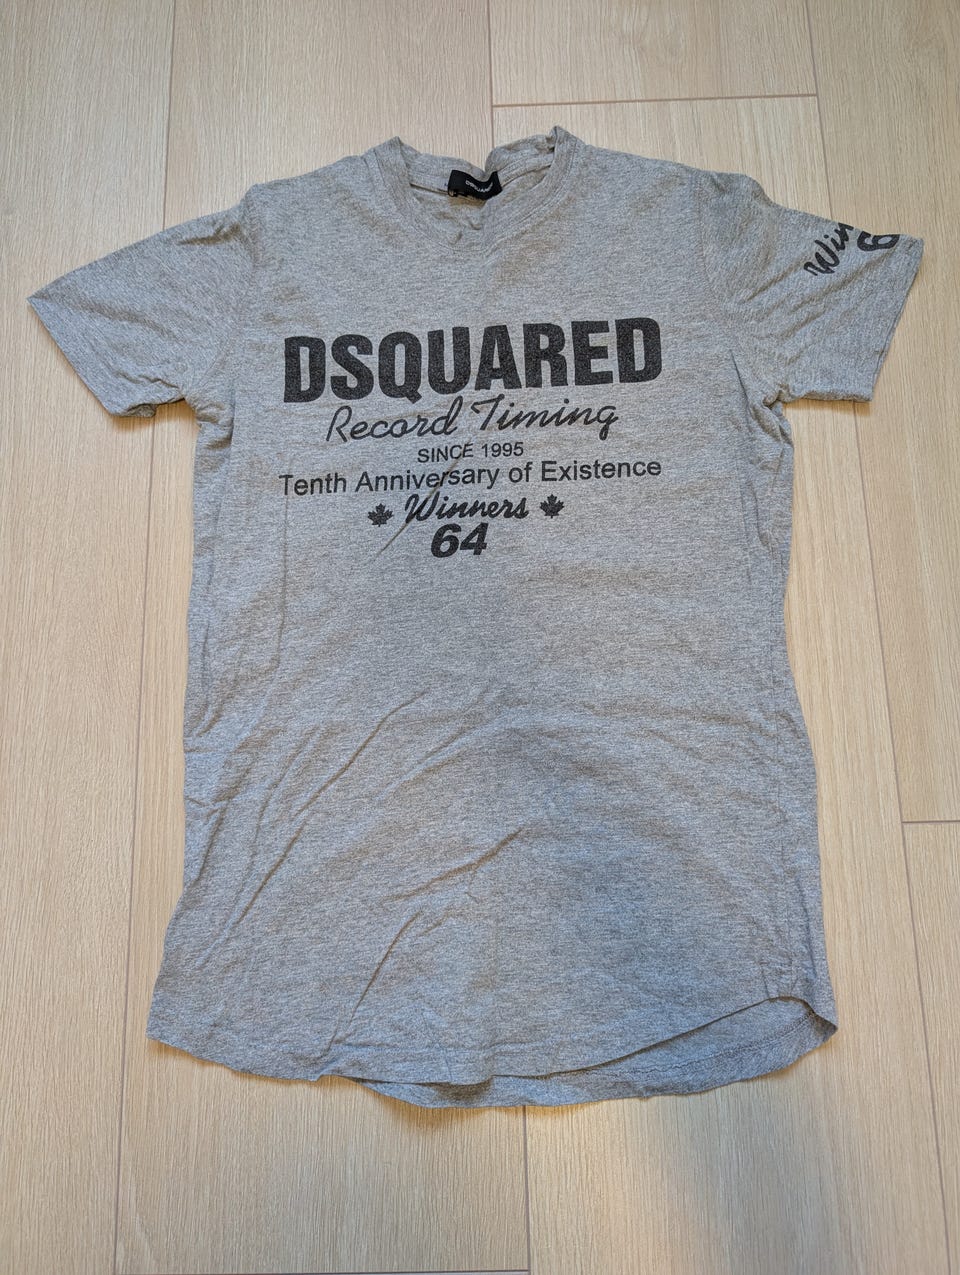 DSQUARED
Record Timing
SINCE 1995
Tenth Anniversary of Existence
Winners
64